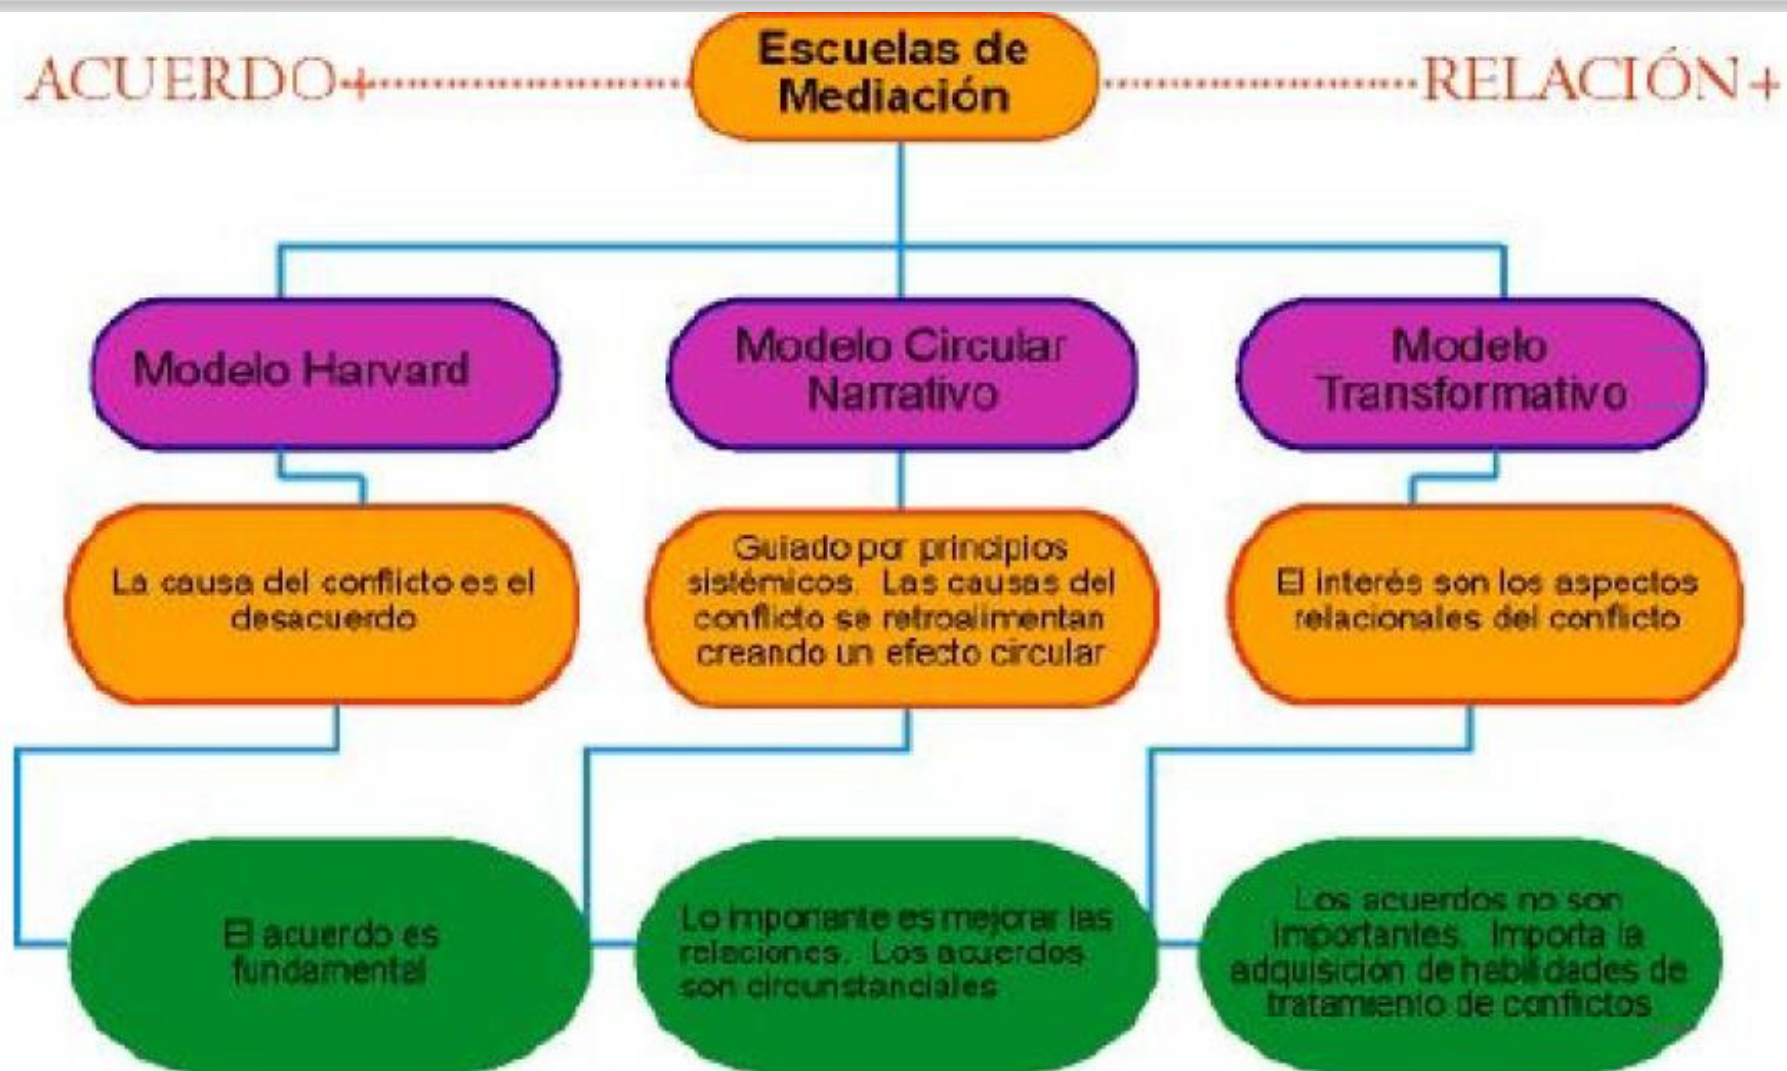 ACUERDO+
Escuelas de
Mediación
RELACIÓN+
Modelo Harvard
Modelo Circular
Narrativo
Modelo
Transformativo
La causa del conflicto es el
desacuerdo
Guiado por principios
sistémicos. Las causas del
conflicto se retroalimentan
creando un efecto circular
El interés son los aspectos
relacionales del conflicto
El acuerdo es
fundamental
Lo importante es mejorar las
relaciones. Los acuerdos
son circunstanciales
Los acuerdos no son
importantes. Importa la
adquisición de habilidades de
tratamiento de conflictos